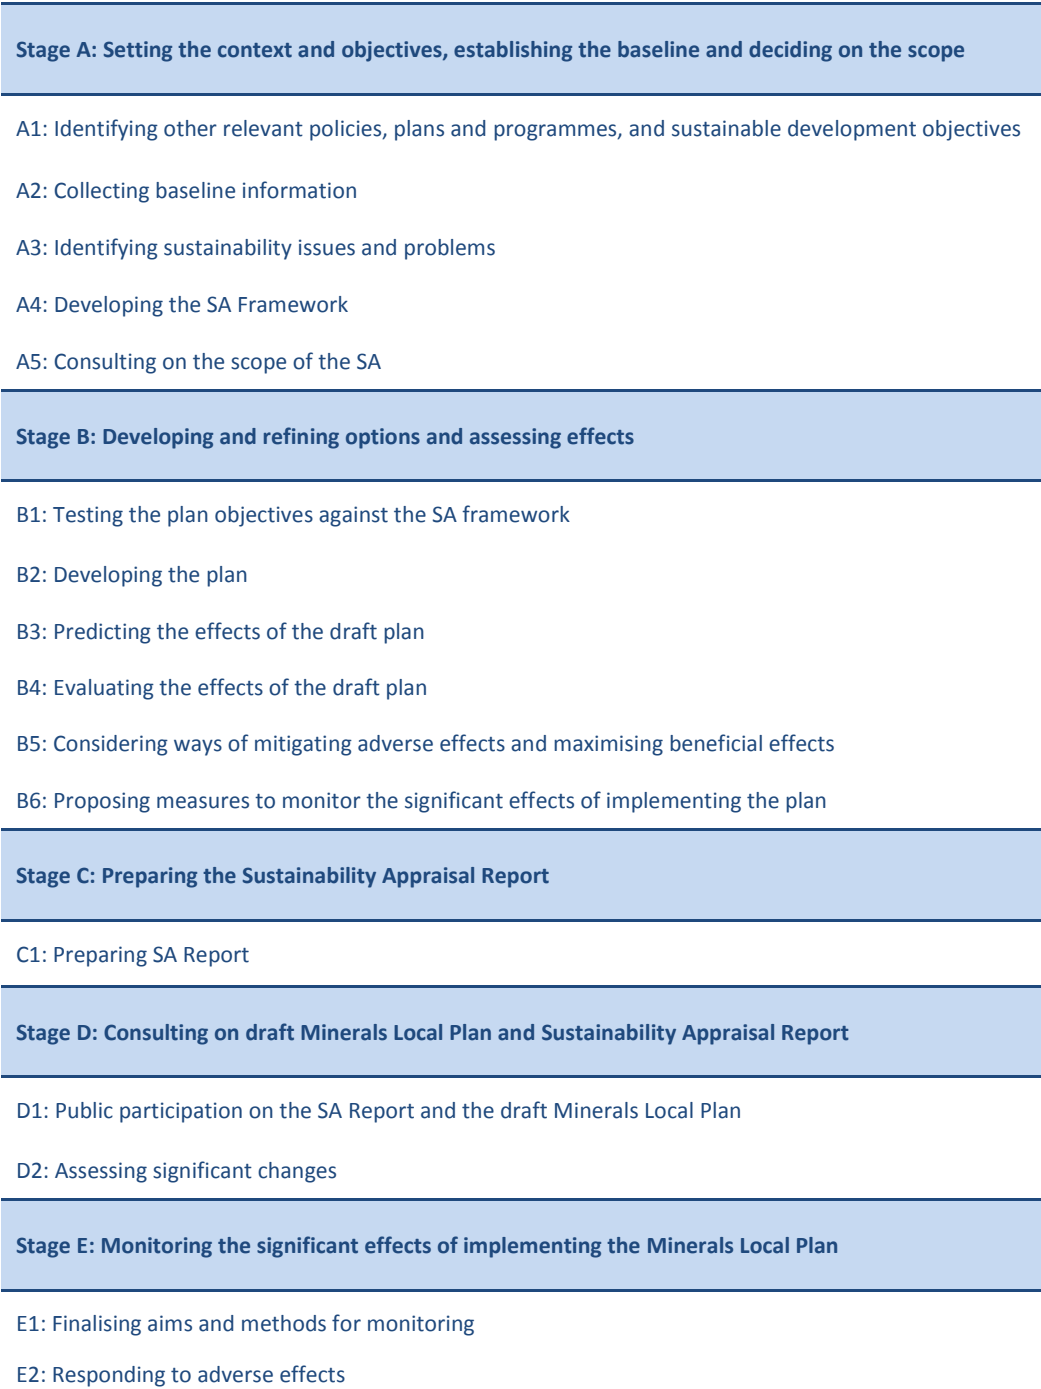 Stage A: Setting the context and objectives, establishing the baseline and deciding on the scope
A1: Identifying other relevant policies, plans and programmes, and sustainable development objectives
A2: Collecting baseline information
A3: Identifying sustainability issues and problems
A4: Developing the SA Framework
A5: Consulting on the scope of the SA
Stage B: Developing and refining options and assessing effects
B1: Testing the plan objectives against the SA framework
B2: Developing the plan
B3: Predicting the effects of the draft plan
B4: Evaluating the effects of the draft plan
B5: Considering ways of mitigating adverse effects and maximising beneficial effects
B6: Proposing measures to monitor the significant effects of implementing the plan
Stage C: Preparing the Sustainability Appraisal Report
C1: Preparing SA Report
Stage D: Consulting on draft Minerals Local Plan and Sustainability Appraisal Report
D1: Public participation on the SA Report and the draft Minerals Local Plan
D2: Assessing significant changes
Stage E: Monitoring the significant effects of implementing the Minerals Local Plan
E1: Finalising aims and methods for monitoring
E2: Responding to adverse effects